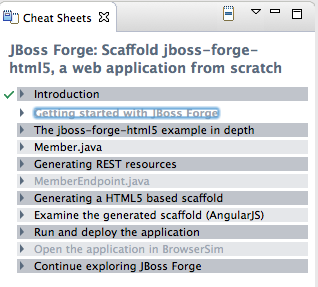 Cheat Sheets
JBoss Forge: Scaffold jboss-forge-
html5, a web application from scratch
Introduction
Getting started with JBoss Forge
The jboss-forge-html5 example in depth
Member.java
Generating REST resources
MemberEndpoint.java
Generating a HTML5 based scaffold
Examine the generated scaffold (AngularJS)
Run and deploy the application
Open the application in BrowserSim
Continue exploring JBoss Forge